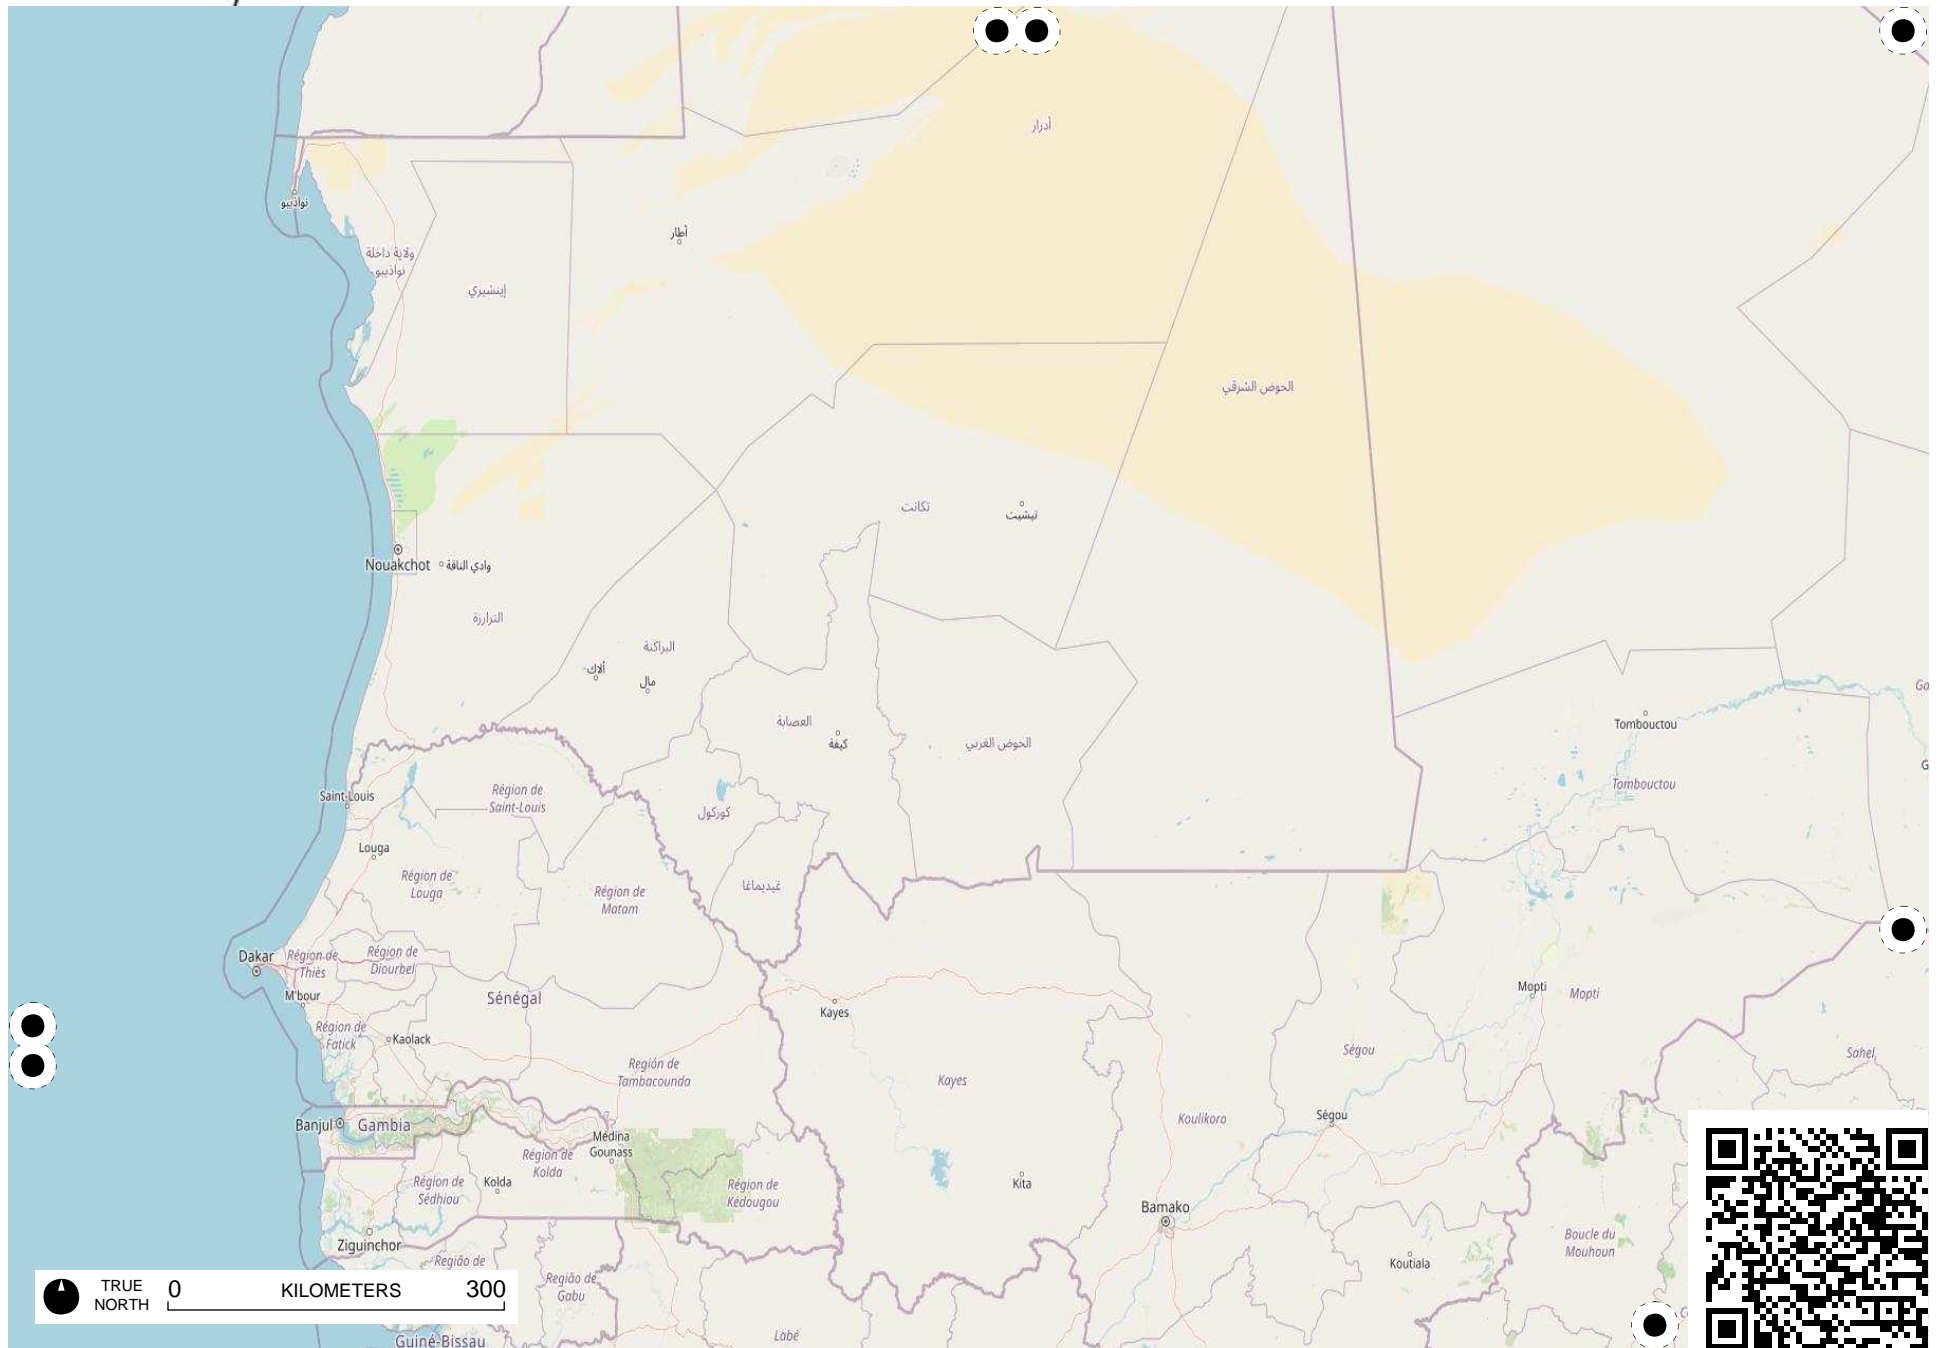 أدرار
نواذيبو
أطار
ولاية داخلة
نواذيبو
إينشيري
الحوض الشرقي
تكانت
تيشيت
Nouakchot
وادي الناقة
الترارزة
البراكنة
ألاك
مال
العصابة
كيفة
الحوض الغربي
Tombouctou
Tombouctou
Saint-Louis
Région de
Saint-Louis
كوركول
Louga
Région de
Louga
Région de
Matam
غيديماغا
Dakar
Région de
Thiès
Région de
Diourbel
M'bour
Sénégal
Kayes
Mopti
Mopti
Région de
Fatick
Kaolack
Región de
Tambacounda
Kayes
Ségou
Sahel
Banjul
Gambia
Médina
Gounass
Koulikoro
Ségou
Région de
Kolda
Région de
Sédhiou
Kolda
Région de
Kédougou
Kita
Bamako
Ziguinchor
Região de
Boucle du
Mouhoun
Koutiala
Região de
Gabu
TRUE
NORTH
0 KILOMETERS 300
Guiné-Bissau
Labé